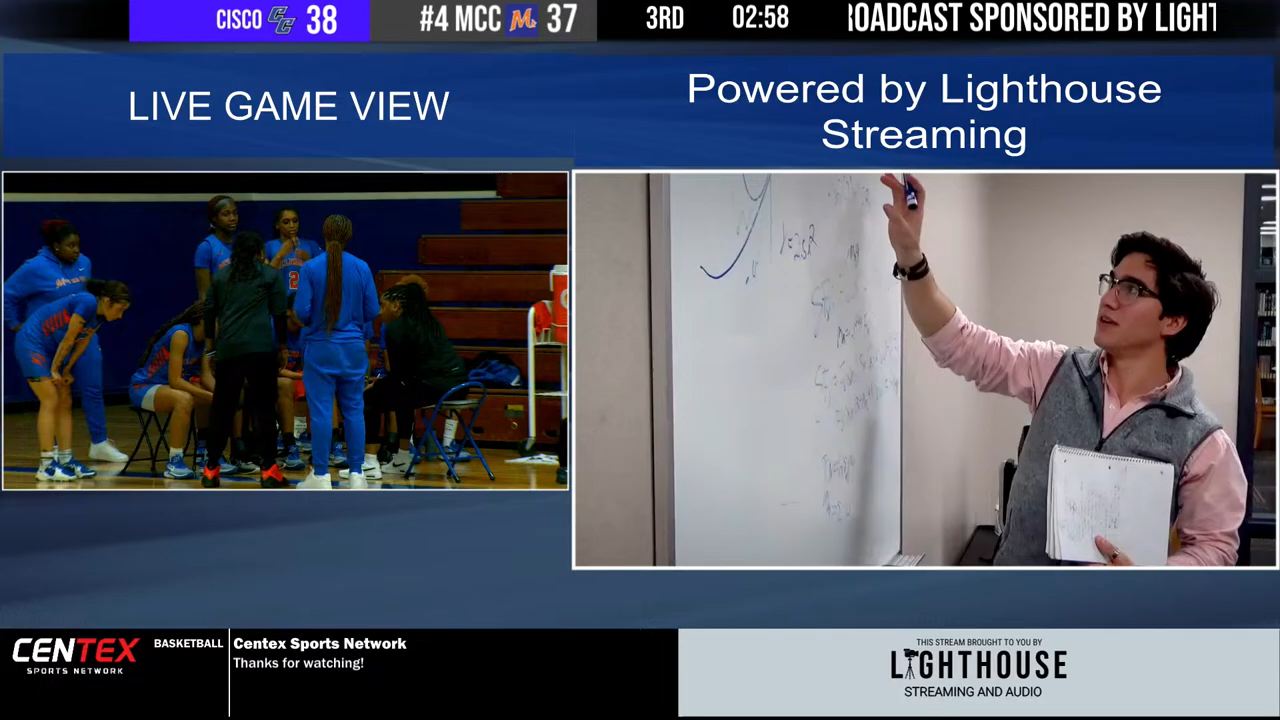 CISCO CC 38 #4 MCC M 37 3RD 02:58 ROADCAST SPONSORED BY LIGHT
LIVE GAME VIEW
Powered by Lighthouse
Streaming
2
CENTEX
SPORTS NETWORK
BASKETBALL
Centex Sports Network
Thanks for watching!
THIS STREAM BROUGHT TO YOU BY
LIGHTHOUSE
STREAMING AND AUDIO